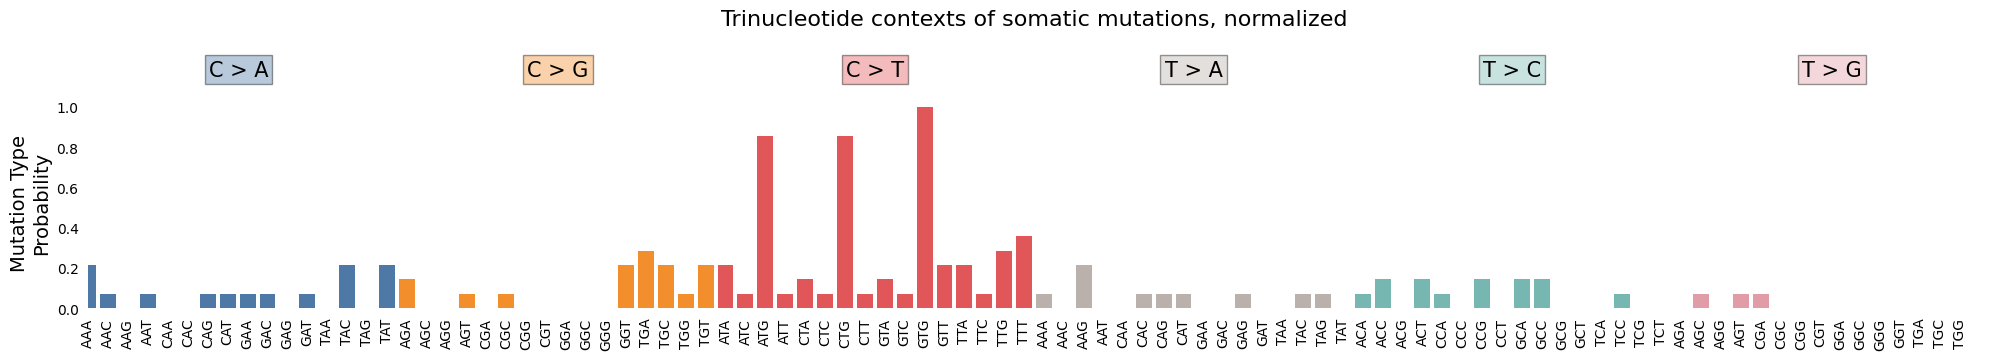 Trinucleotide contexts of somatic mutations, normalized
C > A
C > G
C > T
T > A
T > C
T > G
Mutation Type
Probability
1.0
0.8
0.6
0.4
0.2
0.0
AAA AAC AAG AAT CAA CAC CAG CAT GAA GAC GAG GAT TAA TAC TAG TAT AGA AGC AGG AGT CGA CGC CGG CGT GGA GGC GGG GGT TGA TGC TGG TGT ATA ATC ATG ATT CTA CTC CTG CTT GTA GTC GTG GTT TTA TTC TTG TTT AAA AAC AAG AAT CAA CAC CAG CAT GAA GAC GAG GAT TAA TAC TAG TAT ACA ACC ACG ACT CCA CCC CCG CCT GCA GCC GCG GCT TCA TCC TCG TCT AGA AGC AGG AGT CGA CGC CGG CGT GGA GGC GGG GGT TGA TGC TGG